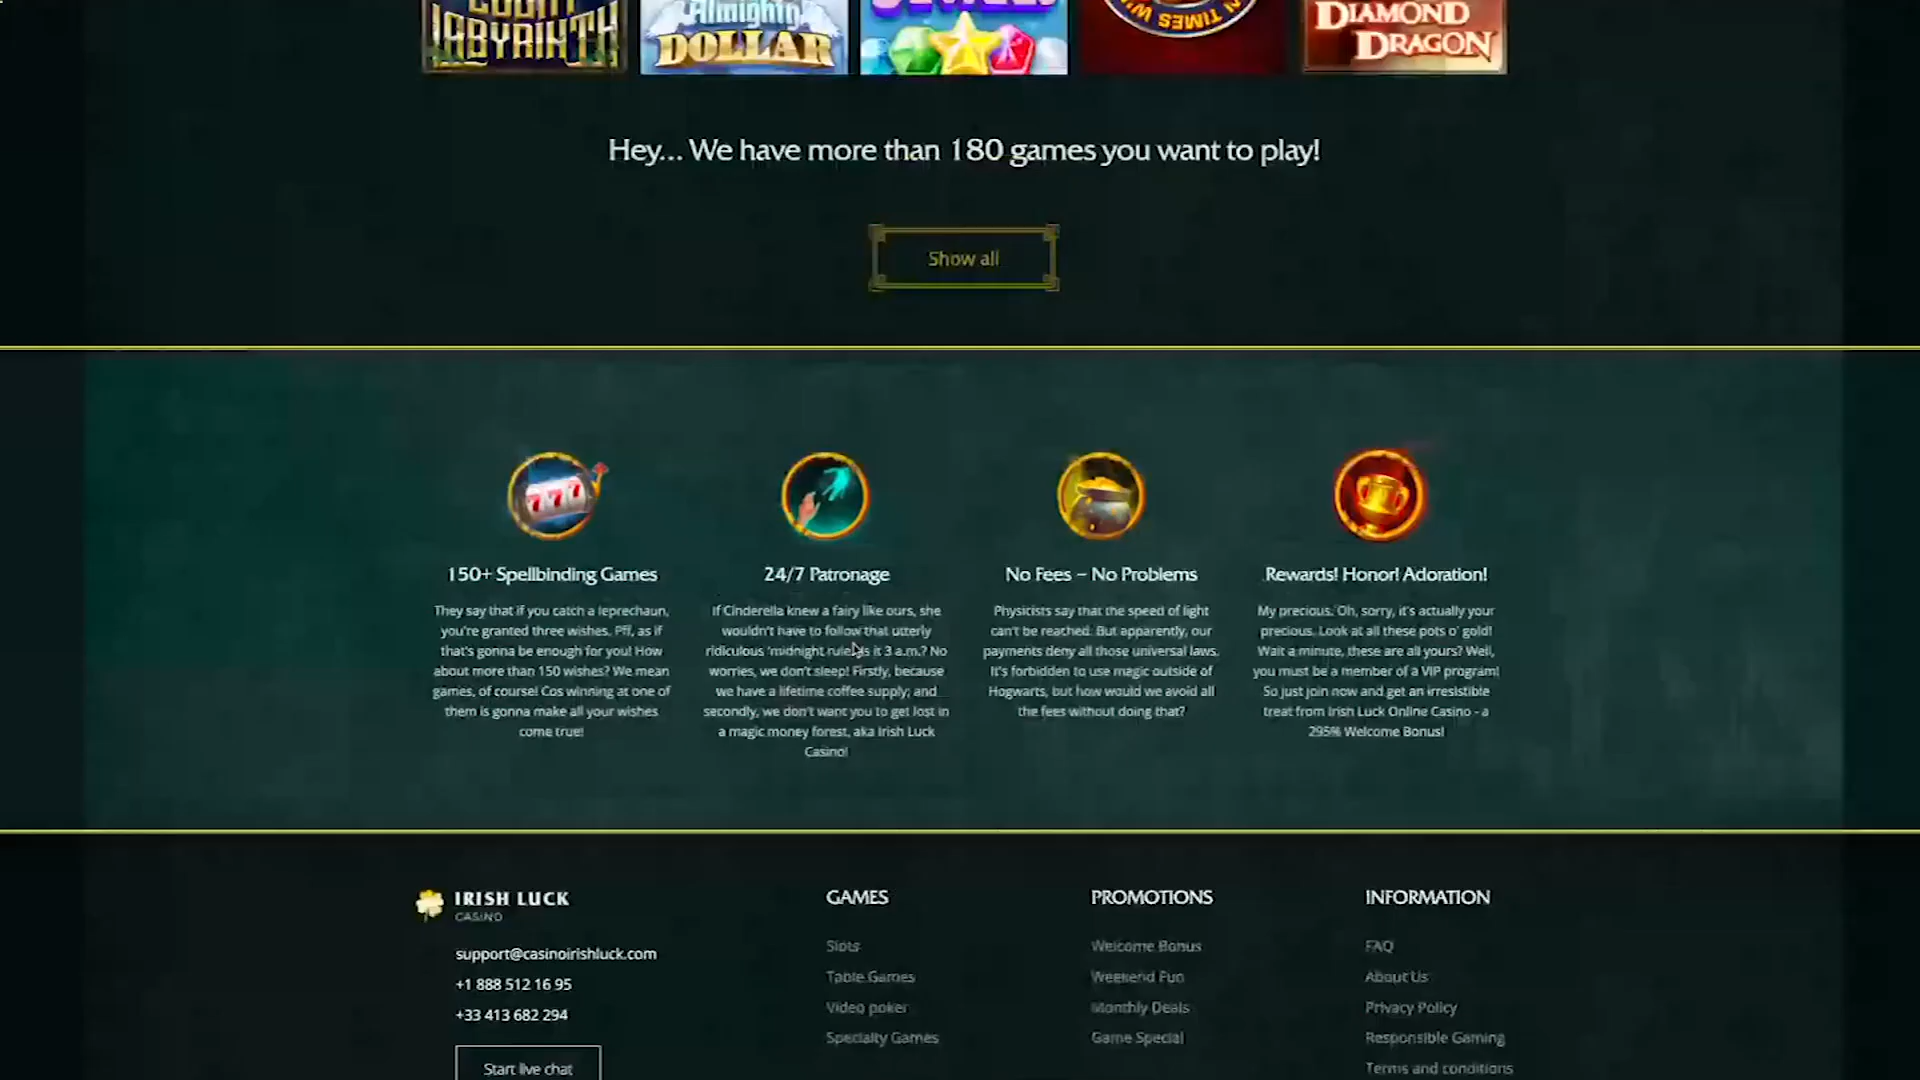 LABYRINTH
Almighty
DOLLAR
DIAMOND
DRAGON
Hey... We have more than 180 games you want to play!
Show all
777
150+ Spellbinding Games
They say that if you catch a leprechaun,
you're granted three wishes. Pff, as if
that's gonna be enough for you! How
about more than 150 wishes? We mean
games, of course! Cos winning at one of
them is gonna make all your wishes
come true!
24/7 Patronage
If Cinderella knew a fairy like ours, she
wouldn't have to follow that utterly
ridiculous 'midnight rule' Is it 3 a.m.? No
worries, we don't sleep! Firstly, because
we have a lifetime coffee supply; and
secondly, we don't want you to get lost in
a magic money forest, aka Irish Luck
Casino!
No Fees – No Problems
Physicists say that the speed of light
can't be reached. But apparently, our
payments deny all those universal laws.
It's forbidden to use magic outside of
Hogwarts, but how would we avoid all
the fees without doing that?
Rewards! Honor! Adoration!
My precious. Oh, sorry, it's actually your
precious. Look at all these pots o' gold!
Wait a minute, these are all yours? Well,
you must be a member of a VIP program!
So just join now and get an irresistible
treat from Irish Luck Online Casino - a
295% Welcome Bonus!
IRISH LUCK
CASINO
support@casinoirishluck.com
+1 888 512 16 95
+33 413 682 294
Start live chat
GAMES
Slots
Table Games
Video poker
Specialty Games
PROMOTIONS
Welcome Bonus
Weekend Fun
Monthly Deals
Game Special
INFORMATION
FAQ
About Us
Privacy Policy
Responsible Gaming
Terms and conditions